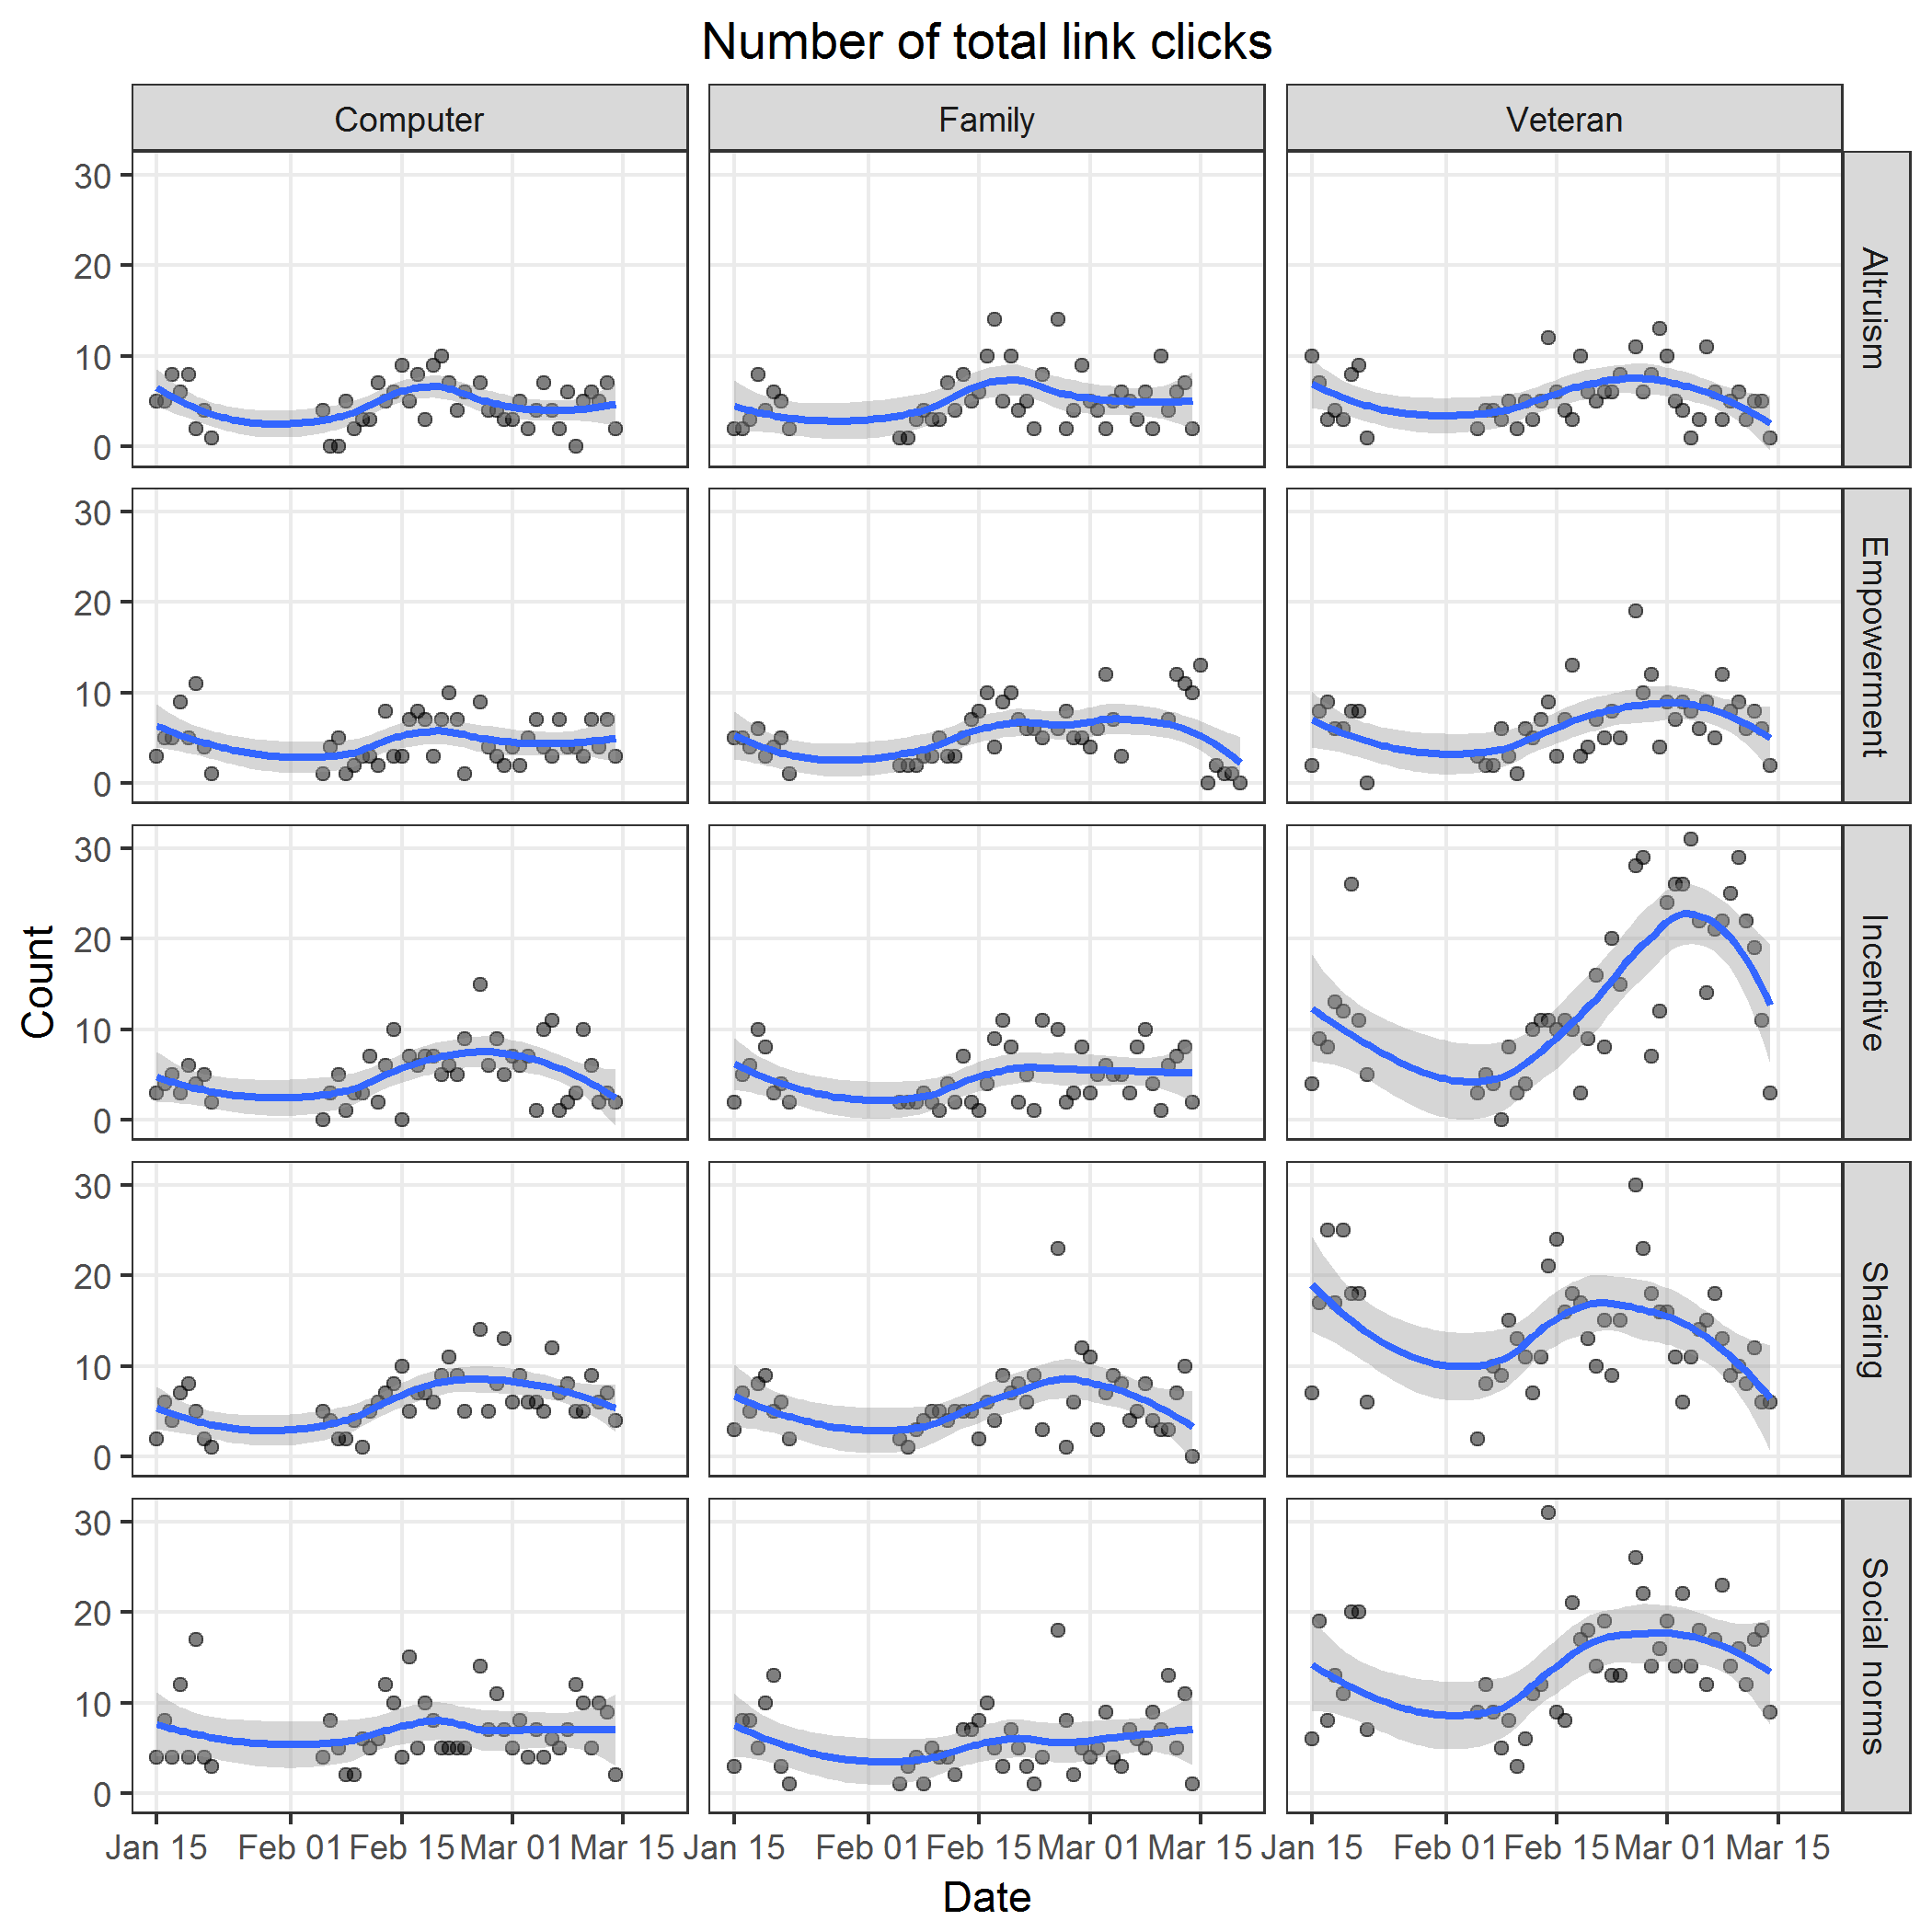 Number of total link clicks
Computer Family Veteran
30
20
10
0
Altruism
30
20
10
0
Empowerment
30
20
10
0
Incentive
30
20
10
0
Sharing
30
20
10
0
Social norms
Count
Jan 15 Feb 01 Feb 15 Mar 01 Mar 15 Jan 15 Feb 01 Feb 15 Mar 01 Mar 15 Jan 15 Feb 01 Feb 15 Mar 01 Mar 15
Date